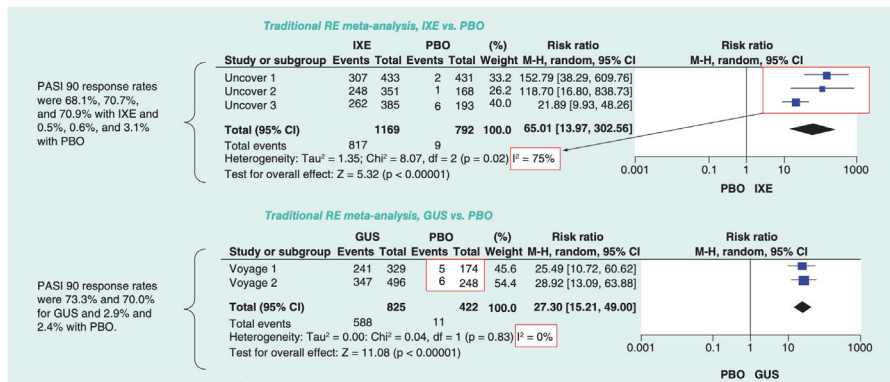 Traditional RE meta-analysis, IXE vs. PBO
IXE PBO (%) Risk ratio Risk ratio
Study or subgroup Events Total Events Total Weight M-H, random, 95% CI M-H, random, 95% CI
Uncover 1 307 433 2 431 33.2 152.79 [38.29, 609.76]
Uncover 2 248 351 1 168 26.2 118.70 [16.80, 838.73]
Uncover 3 262 385 6 193 40.0 21.89 [9.93, 48.26]
Total (95% CI) 1169 792 100.0 65.01 [13.97, 302.56]
Total events 817 9
Heterogeneity: Tau² = 1.35; Chi² = 8.07, df = 2 (p = 0.02) I² = 75%
Test for overall effect: Z = 5.32 (p < 0.00001)
0.001 0.1 1 10 1000
PBO IXE
PASI 90 response rates
were 68.1%, 70.7%,
and 70.9% with IXE and
0.5%, 0.6%, and 3.1%
with PBO
Traditional RE meta-analysis, GUS vs. PBO
GUS PBO (%) Risk ratio Risk ratio
Study or subgroup Events Total Events Total Weight M-H, random, 95% CI M-H, random, 95% CI
Voyage 1 241 329 5 174 45.6 25.49 [10.72, 60.62]
Voyage 2 347 496 6 248 54.4 28.92 [13.09, 63.88]
Total (95% CI) 825 422 100.0 27.30 [15.21, 49.00]
Total events 588 11
Heterogeneity: Tau² = 0.00: Chi² = 0.04, df = 1 (p = 0.83) I² = 0%
Test for overall effect: Z = 11.08 (p < 0.00001)
0.001 0.1 1 10 1000
PBO GUS
PASI 90 response rates
were 73.3% and 70.0%
for GUS and 2.9% and
2.4% with PBO.